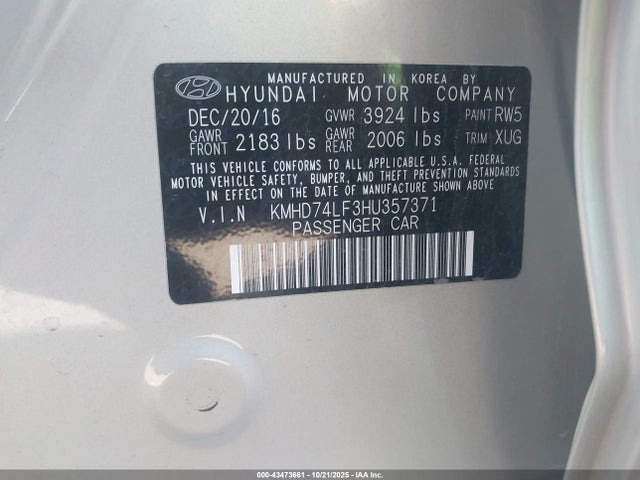 MANUFACTURED IN KOREA BY
HYUNDAI MOTOR COMPANY
DEC/20/16 GVWR 3924 lbs PAINT RW5
GAWR FRONT 2183 lbs GAWR REAR 2006 lbs TRIM XUG
THIS VEHICLE CONFORMS TO ALL APPLICABLE U.S.A. FEDERAL
MOTOR VEHICLE SAFETY, BUMPER, AND THEFT PREVENTION STANDARDS
IN EFFECT ON THE DATE OF MANUFACTURE SHOWN ABOVE.
V.I.N KMHD74LF3HU357371
PASSENGER CAR
000-43473661 - 10/21/2025 - IAA Inc.